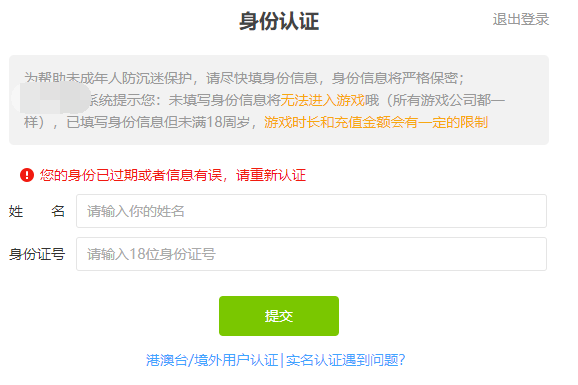 身份认证
退出登录
为帮助未成年人防沉迷保护，请尽快填身份信息，身份信息将严格保密；
系统提示您：未填写身份信息将无法进入游戏哦（所有游戏公司都一
样），已填写身份信息但未满18周岁，游戏时长和充值金额会有一定的限制
您的身份已过期或者信息有误，请重新认证
姓 名 请输入你的姓名
身份证号 请输入18位身份证号
提交
港澳台/境外用户认证|实名认证遇到问题?